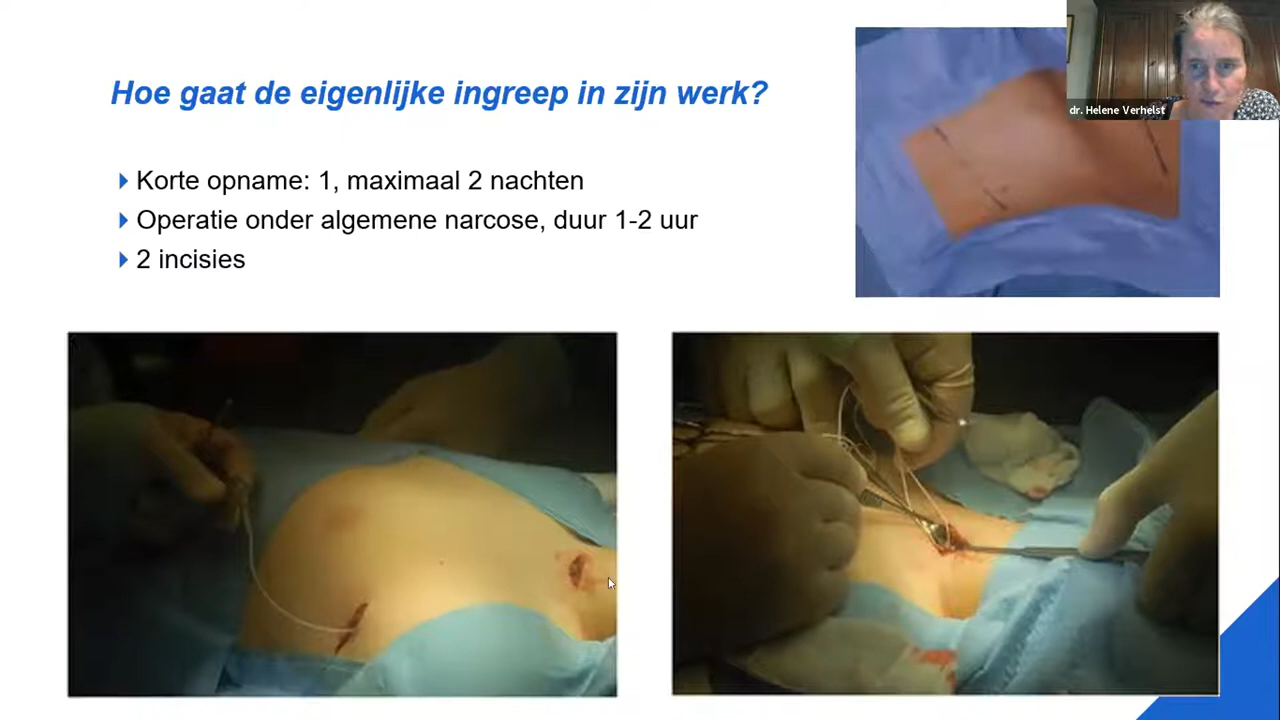 dr. Helene Verhelst
Hoe gaat de eigenlijke ingreep in zijn werk?
Korte opname: 1, maximaal 2 nachten
Operatie onder algemene narcose, duur 1-2 uur
2 incisies